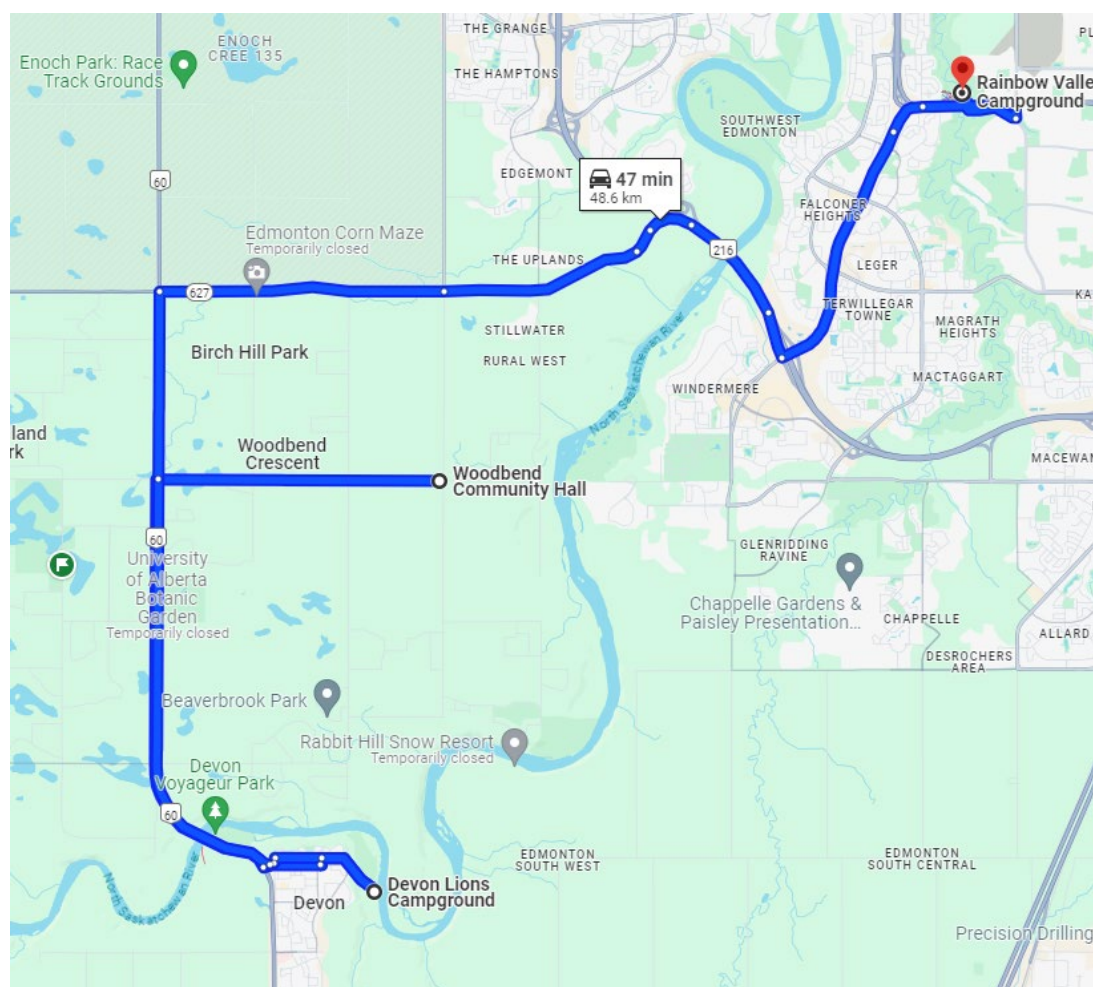 THE GRANGE
ENOCH
CREE 135
Enoch Park: Race
Track Grounds
THE HAMPTONS
Rainbow Valle
Campground
SOUTHWEST
EDMONTON
EDGEMONT
47 min
48.6 km
60
FALCONER
HEIGHTS
Edmonton Corn Maze
Temporarily closed
THE UPLANDS
216
LEGER
627
KA
TERWILLEGAR
TOWNE
MAGRATH
HEIGHTS
STILLWATER
Birch Hill Park
RURAL WEST
North Saskatchewan River
WINDERMERE
MACTAGGART
land
rk
Woodbend
Crescent
Woodbend
Community Hall
MACEWAN
60
University
of Alberta
Botanic
Garden
Temporarily closed
GLENRIDDING
RAVINE
Chappelle Gardens &
Paisley Presentation...
CHAPPELLE
ALLARD
DESROCHERS
AREA
Beaverbrook Park
Rabbit Hill Snow Resort
Temporarily closed
Devon
Voyageur Park
60
EDMONTON
SOUTH WEST
EDMONTON
SOUTH CENTRAL
North Saskatchewan River
Devon
Devon Lions
Campground
Precision Drilling